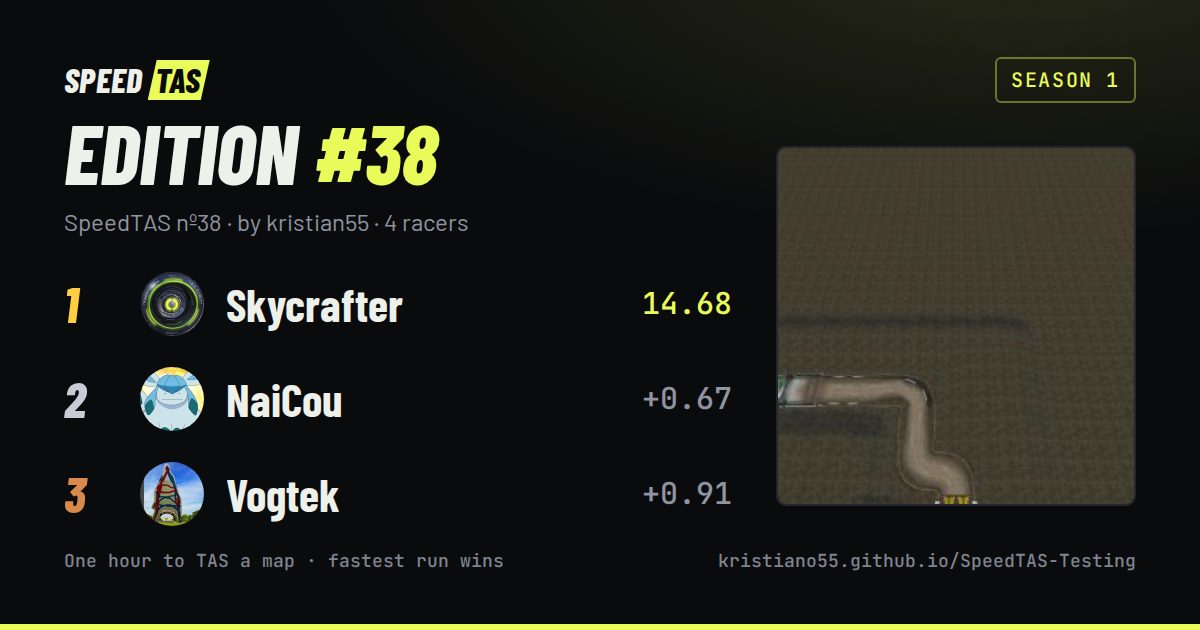 SPEED TAS
SEASON 1
EDITION #38
SpeedTAS nº38 · by kristian55 · 4 racers
1 Skycrafter 14.68
2 NaiCou +0.67
3 Vogtek +0.91
One hour to TAS a map · fastest run wins
kristiano55.github.io/SpeedTAS-Testing